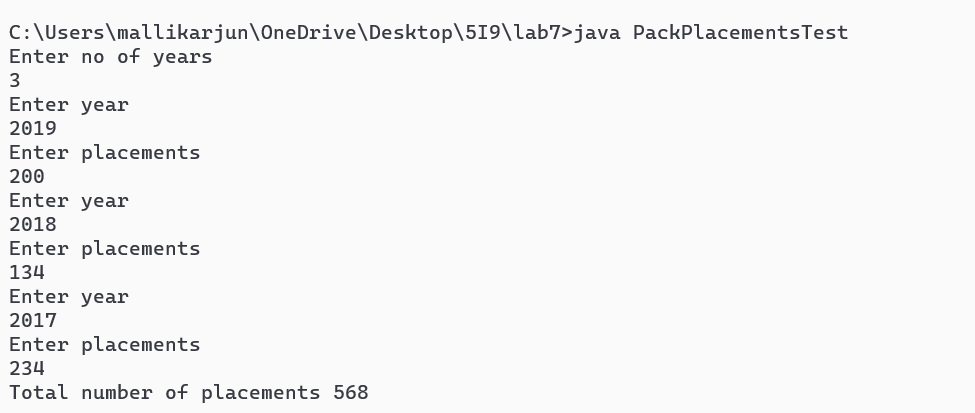 C:\Users\mallikarjun\OneDrive\Desktop\5I9\lab7>java PackPlacementsTest
Enter no of years
3
Enter year
2019
Enter placements
200
Enter year
2018
Enter placements
134
Enter year
2017
Enter placements
234
Total number of placements 568